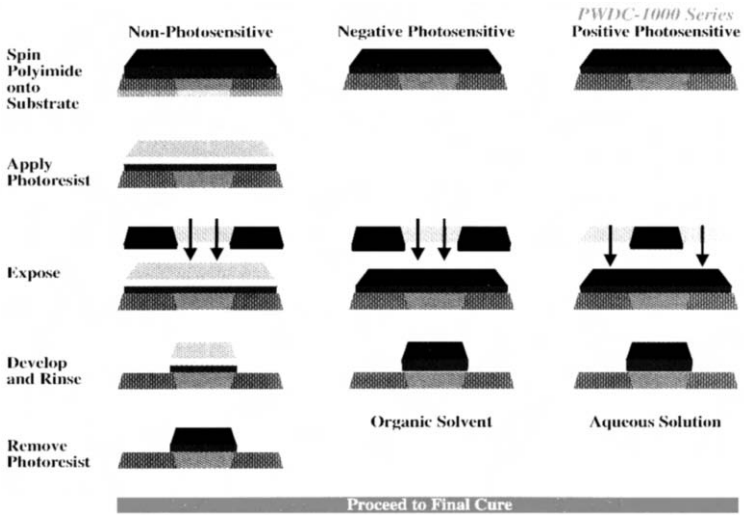 PWDC-1000 Series
Non-Photosensitive Negative Photosensitive Positive Photosensitive
Spin
Polyimide
onto
Substrate
Apply
Photoresist
Expose
Develop
and Rinse
Organic Solvent Aqueous Solution
Remove
Photoresist
Proceed to Final Cure